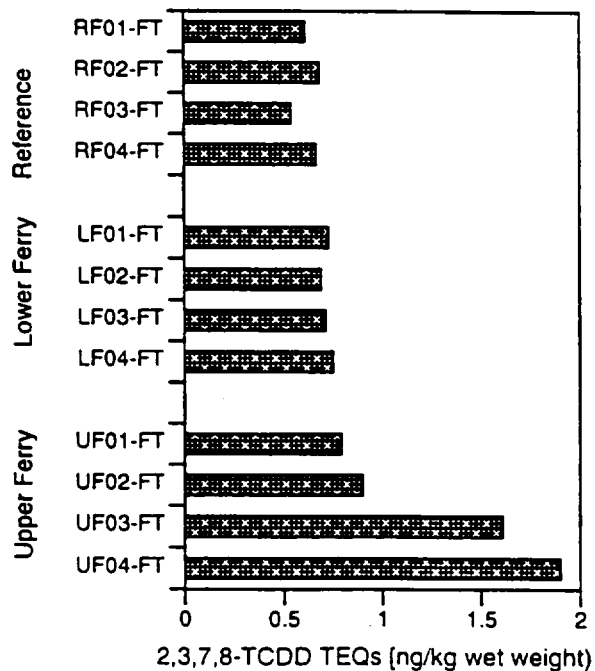 Reference
RF01-FT
RF02-FT
RF03-FT
RF04-FT
Lower Ferry
LF01-FT
LF02-FT
LF03-FT
LF04-FT
Upper Ferry
UF01-FT
UF02-FT
UF03-FT
UF04-FT
0 0.5 1 1.5 2
2,3,7,8-TCDD TEQs (ng/kg wet weight)